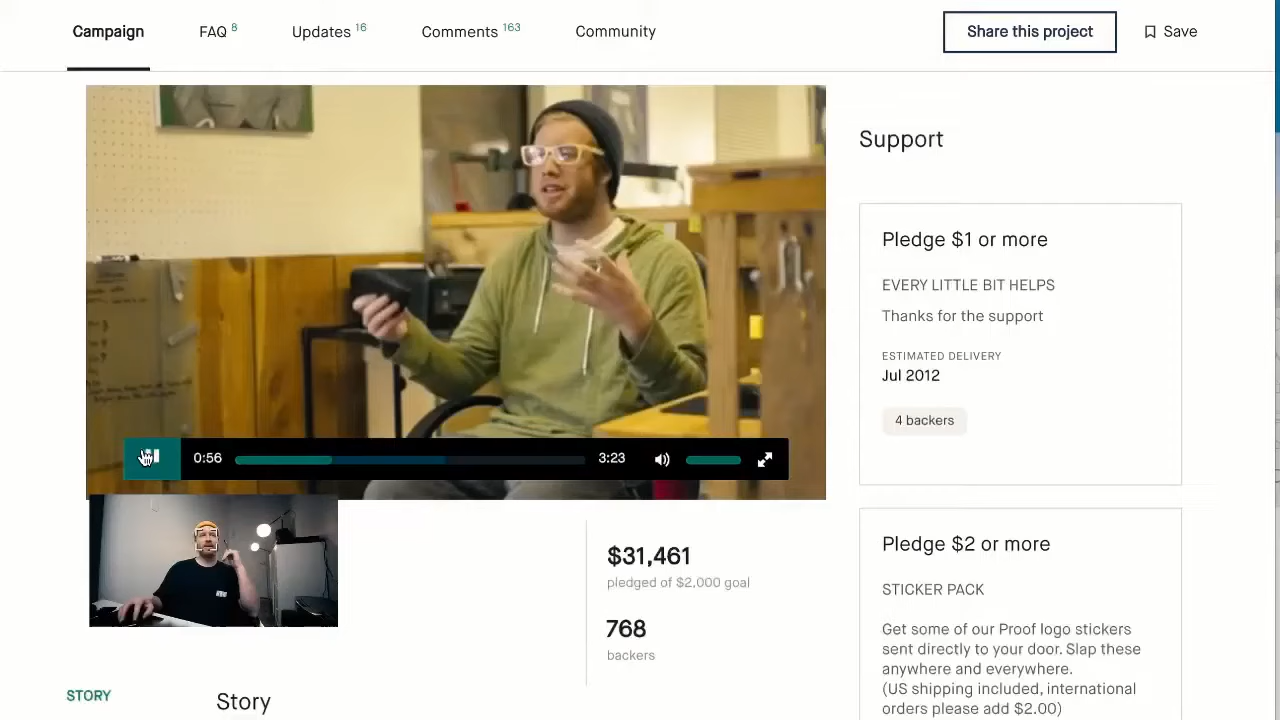 Campaign
FAQ 8
Updates 16
Comments 163
Community
Share this project
Save
0:56
3:23
$31,461
pledged of $2,000 goal
768
backers
STORY
Story
Support
Pledge $1 or more
EVERY LITTLE BIT HELPS
Thanks for the support
ESTIMATED DELIVERY
Jul 2012
4 backers
Pledge $2 or more
STICKER PACK
Get some of our Proof logo stickers
sent directly to your door. Slap these
anywhere and everywhere.
(US shipping included, international
orders please add $2.00)